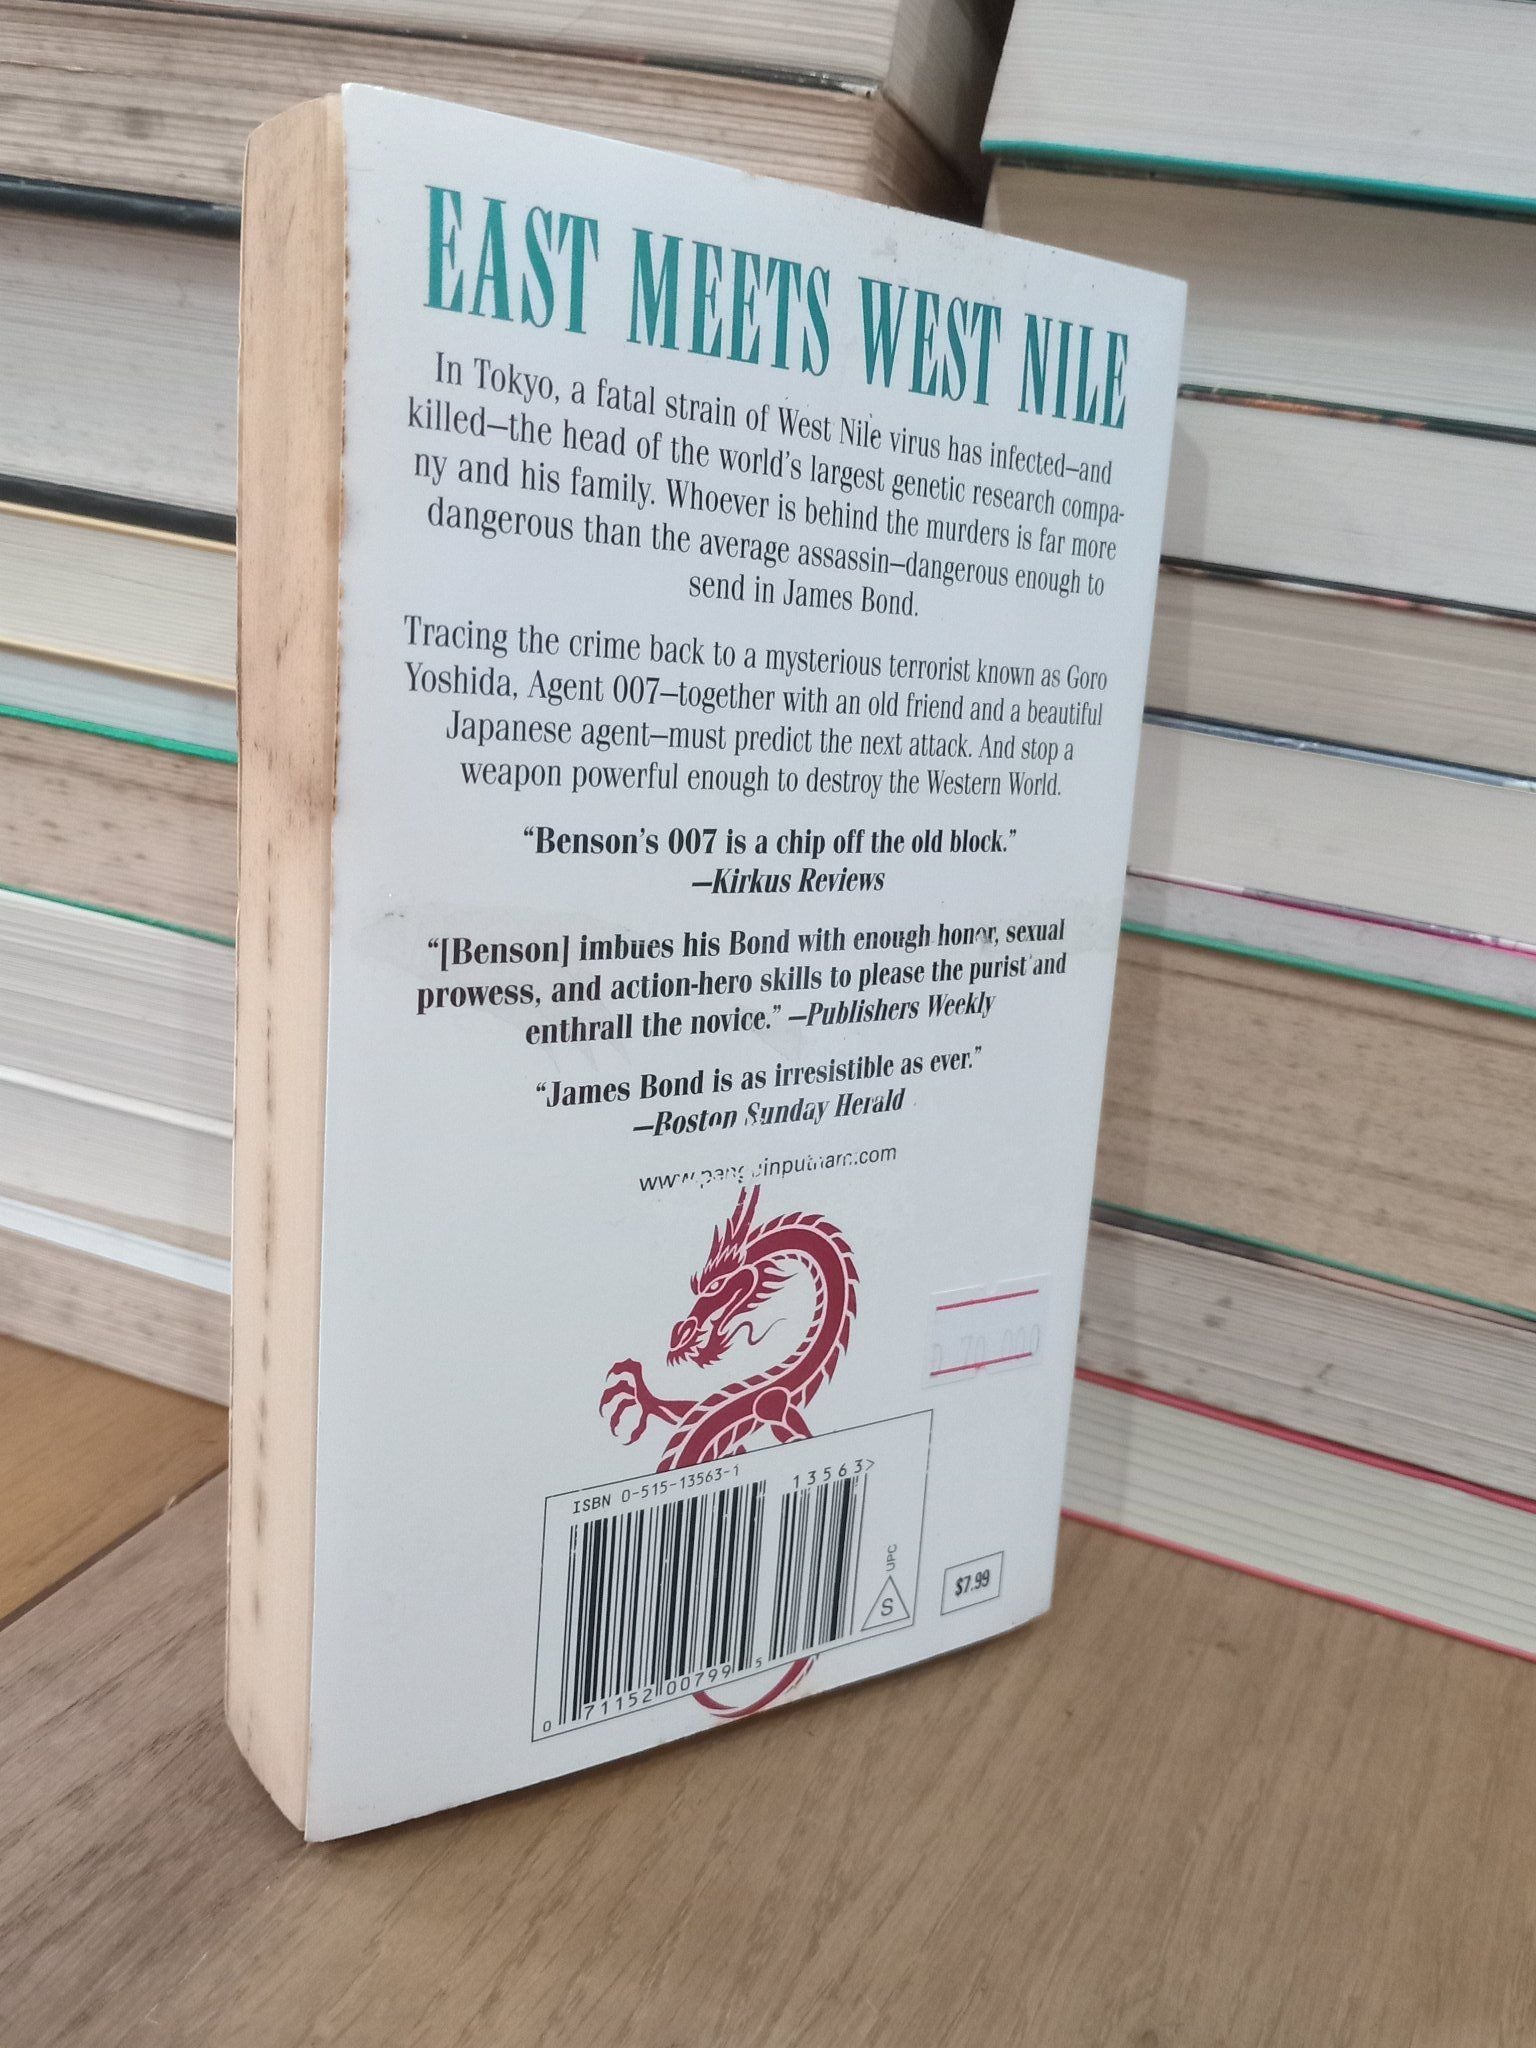 EAST MEETS WEST NILE
In Tokyo, a fatal strain of West Nile virus has infected—and
killed—the head of the world's largest genetic research compa-
ny and his family. Whoever is behind the murders is far more
dangerous than the average assassin—dangerous enough to
send in James Bond.
Tracing the crime back to a mysterious terrorist known as Goro
Yoshida, Agent 007—together with an old friend and a beautiful
Japanese agent—must predict the next attack. And stop a
weapon powerful enough to destroy the Western World.
“Benson's 007 is a chip off the old block.”
—Kirkus Reviews
“[Benson] imbues his Bond with enough honor, sexual
prowess, and action-hero skills to please the purist and
enthrall the novice.” —Publishers Weekly
“James Bond is as irresistible as ever.”
—Boston Sunday Herald
www.penguinputnam.com
70.000
ISBN 0-515-13563-1
13563>
0 71152 00799 5
S
UPC
$7.99